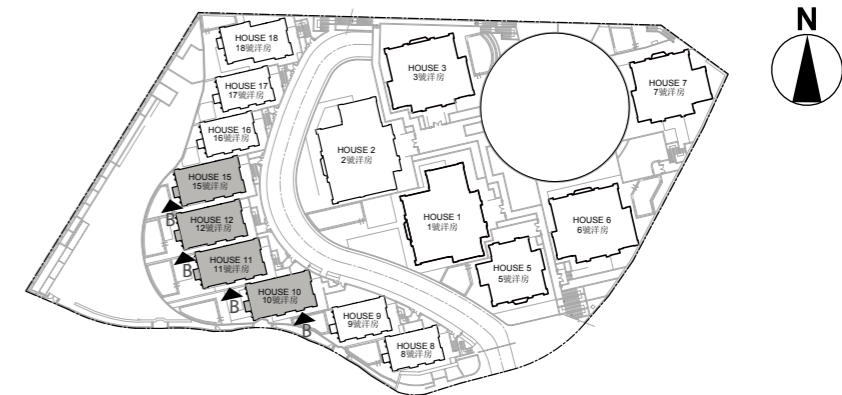 N
HOUSE 18
18號洋房
HOUSE 3
3號洋房
HOUSE 7
7號洋房
HOUSE 17
17號洋房
HOUSE 16
16號洋房
HOUSE 2
2號洋房
HOUSE 15
15號洋房
B
HOUSE 12
12號洋房
HOUSE 1
1號洋房
HOUSE 6
6號洋房
B
HOUSE 11
11號洋房
HOUSE 5
5號洋房
B
HOUSE 10
10號洋房
B
HOUSE 9
9號洋房
HOUSE 8
8號洋房